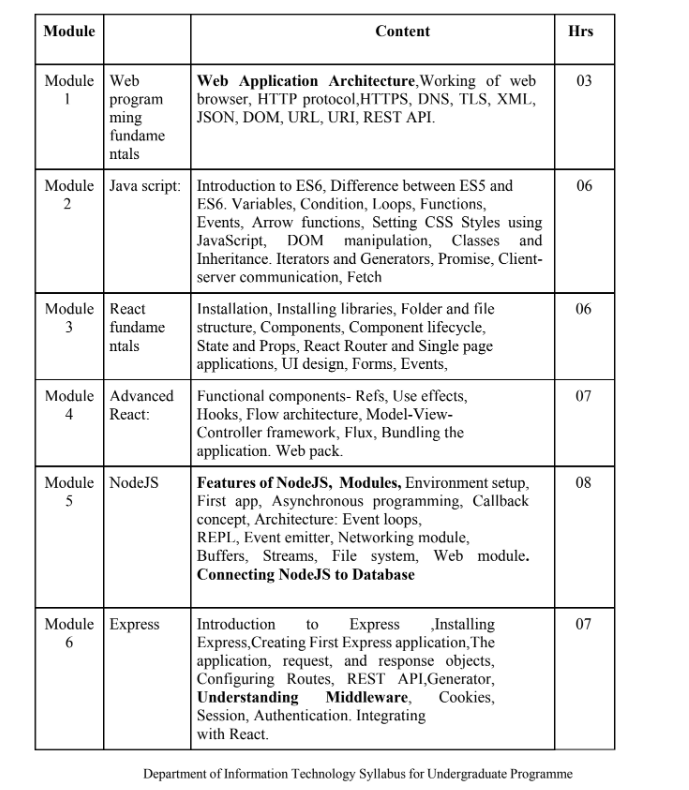 Module Content Hrs
Module 1 Web programming fundamentals Web Application Architecture,Working of web 03
browser, HTTP protocol,HTTPS, DNS, TLS, XML,
JSON, DOM, URL, URI, REST API.
Module 2 Java script: Introduction to ES6, Difference between ES5 and 06
ES6. Variables, Condition, Loops, Functions,
Events, Arrow functions, Setting CSS Styles using
JavaScript, DOM manipulation, Classes and
Inheritance. Iterators and Generators, Promise, Client-
server communication, Fetch
Module 3 React fundamentals Installation, Installing libraries, Folder and file 06
structure, Components, Component lifecycle,
State and Props, React Router and Single page
applications, UI design, Forms, Events,
Module 4 Advanced React: Functional components- Refs, Use effects, 07
Hooks, Flow architecture, Model-View-
Controller framework, Flux, Bundling the
application. Web pack.
Module 5 NodeJS Features of NodeJS, Modules, Environment setup, 08
First app, Asynchronous programming, Callback
concept, Architecture: Event loops,
REPL, Event emitter, Networking module,
Buffers, Streams, File system, Web module.
Connecting NodeJS to Database
Module 6 Express Introduction to Express ,Installing 07
Express,Creating First Express application,The
application, request, and response objects,
Configuring Routes, REST API,Generator,
Understanding Middleware, Cookies,
Session, Authentication. Integrating
with React.
Department of Information Technology Syllabus for Undergraduate Programme